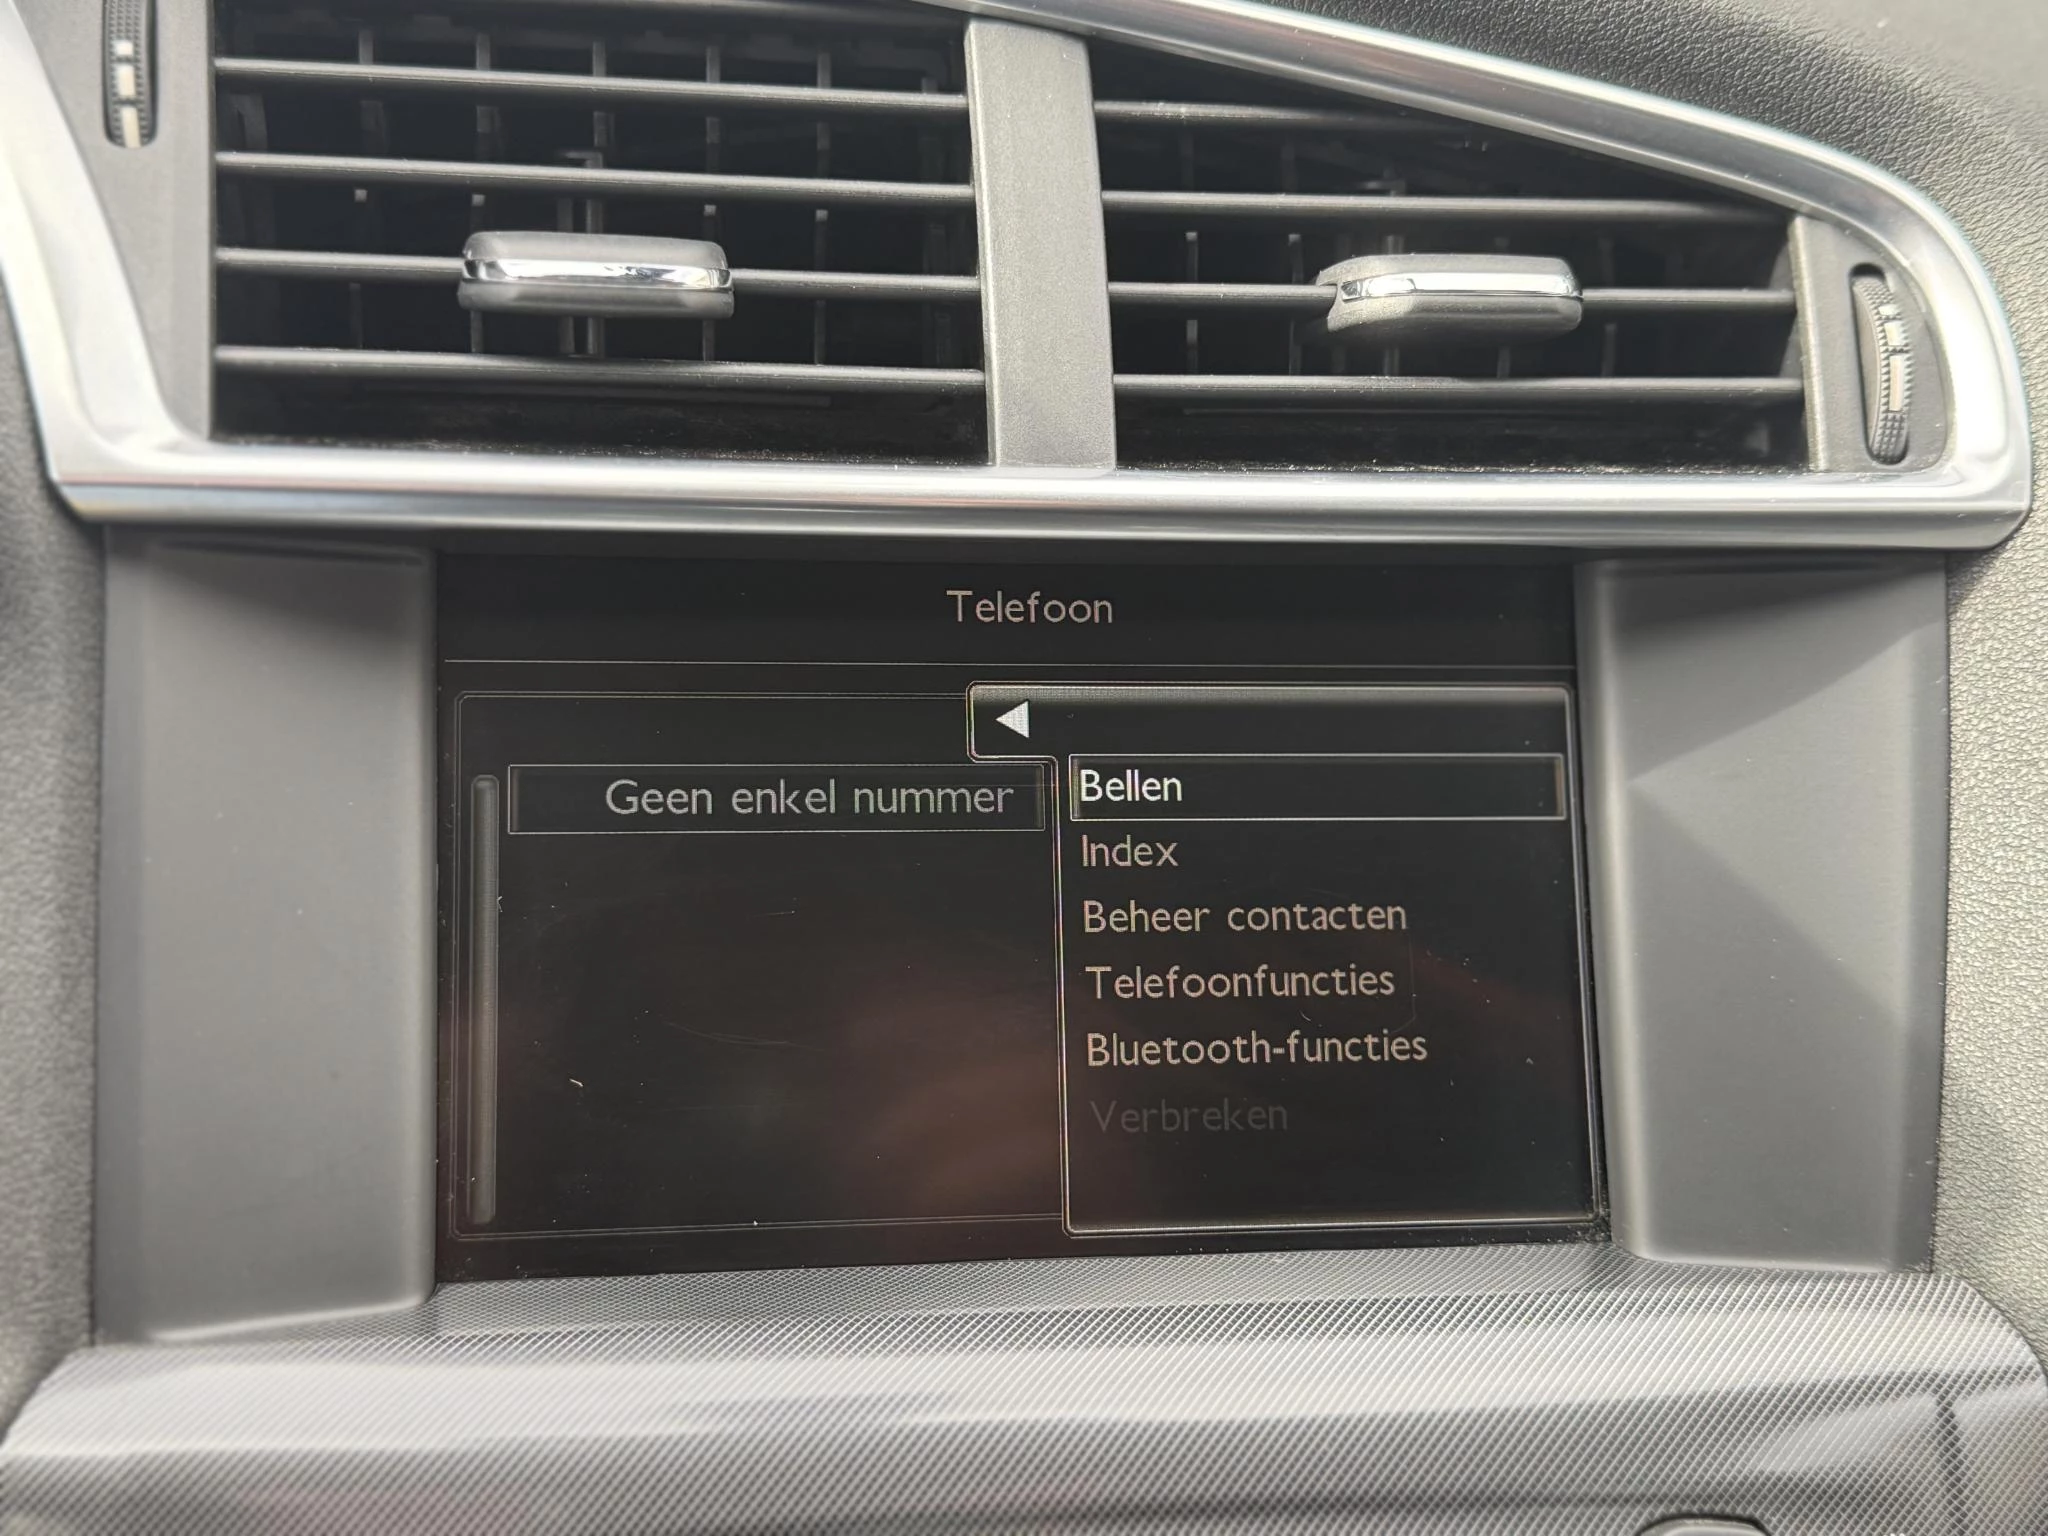 Telefoon
Geen enkel nummer
Bellen
Index
Beheer contacten
Telefoonfuncties
Bluetooth-functies
Verbreken